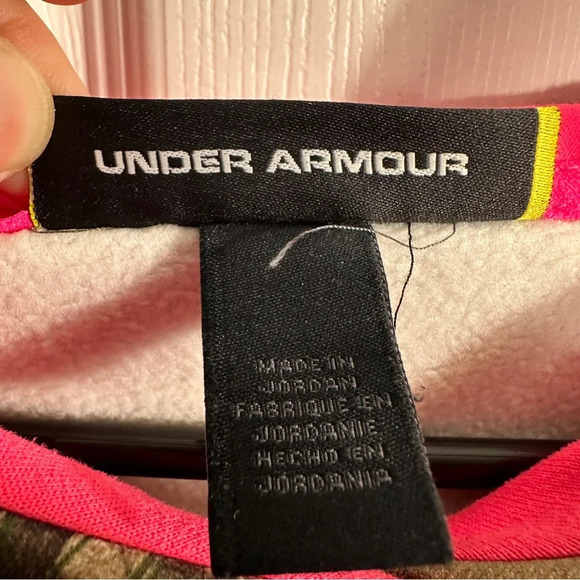 UNDER ARMOUR
MADE IN
JORDAN
FABRIQUE EN
JORDANIE
HECHO EN
JORDANIA